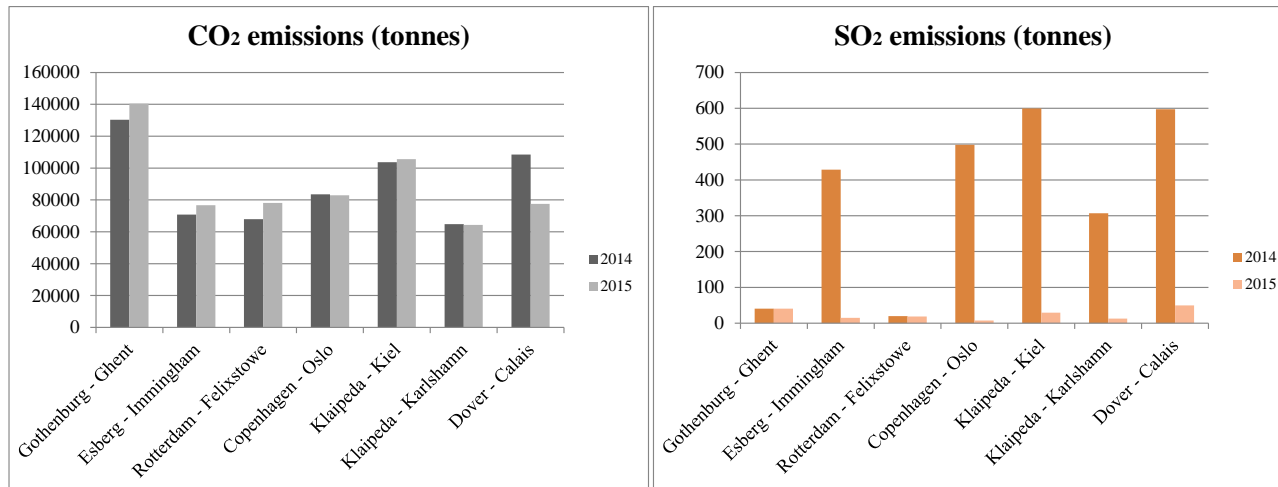 CO2 emissions (tonnes)
160000
140000
120000
100000
80000
60000
40000
20000
0
2014
2015
Gothenburg - Ghent
Esberg - Immingham
Rotterdam - Felixstowe
Copenhagen - Oslo
Klaipeda - Kiel
Klaipeda - Karlshamn
Dover - Calais
SO2 emissions (tonnes)
700
600
500
400
300
200
100
0
2014
2015
Gothenburg - Ghent
Esberg - Immingham
Rotterdam - Felixstowe
Copenhagen - Oslo
Klaipeda - Kiel
Klaipeda - Karlshamn
Dover - Calais